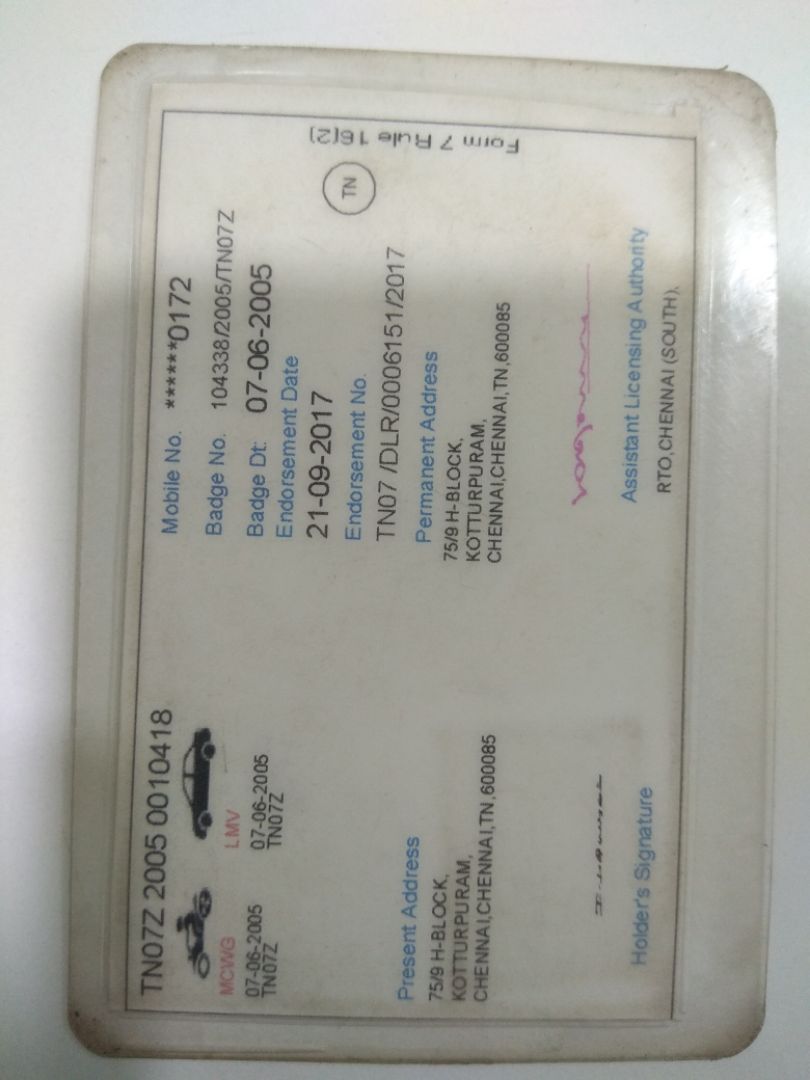 TN07Z 2005 0010418
MCWG
07-06-2005
TN07Z
LMV
07-06-2005
TN07Z
Present Address
75/9 H-BLOCK,
KOTTURPURAM,
CHENNAI,CHENNAI,TN,600085
Holder's Signature
Mobile No. ******0172
Badge No. 104338/2005/TN07Z
Badge Dt: 07-06-2005
Endorsement Date
21-09-2017
Endorsement No.
TN07 /DLR/0006151/2017
Permanent Address
75/9 H-BLOCK,
KOTTURPURAM,
CHENNAI,CHENNAI,TN,600085
Assistant Licensing Authority
RTO,CHENNAI (SOUTH),
TN
Form 7 Rule 16(2)